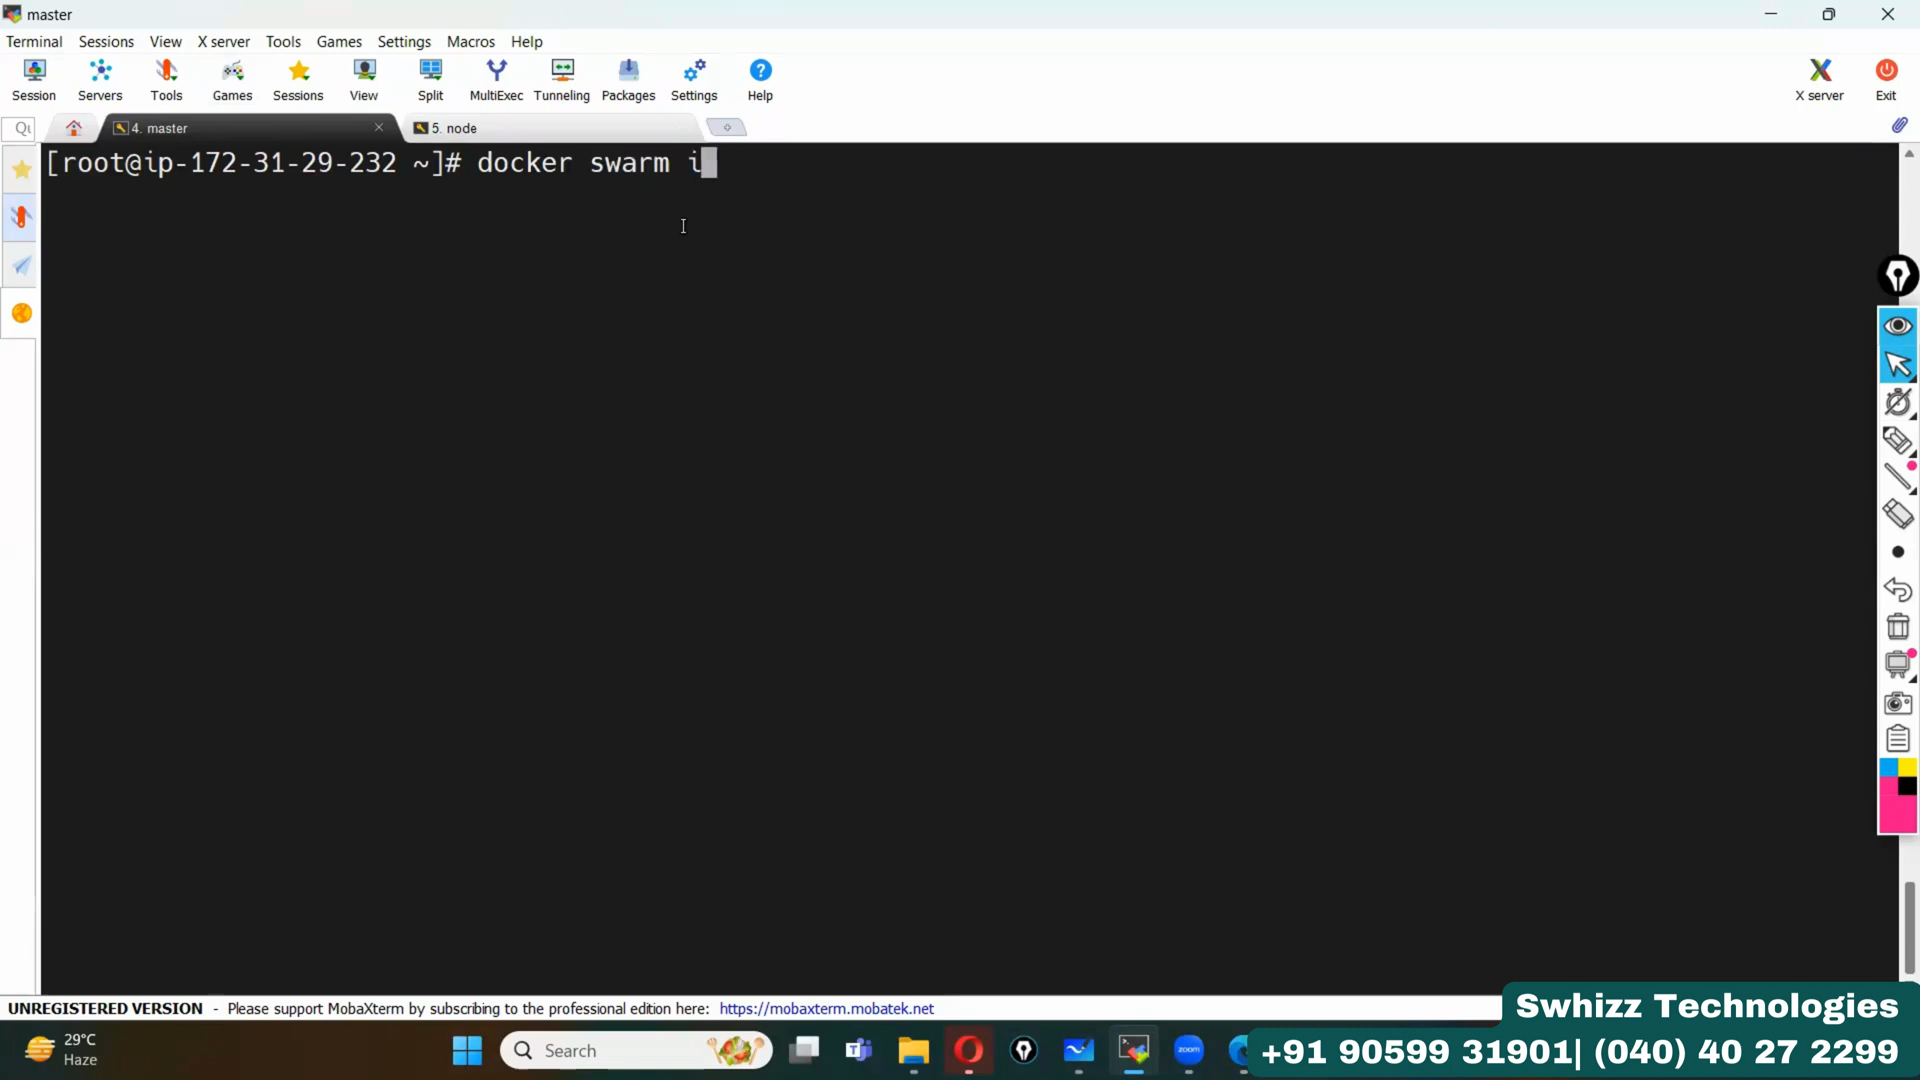 master
Terminal Sessions View X server Tools Games Settings Macros Help
Session Servers Tools Games Sessions View Split MultiExec Tunneling Packages Settings Help X server Exit
4. master 5. node
[root@ip-172-31-29-232 ~]# docker swarm i
UNREGISTERED VERSION - Please support MobaXterm by subscribing to the professional edition here: https://mobaxterm.mobatek.net
Swhizz Technologies
29°C
Haze
Search
zoom
+91 90599 31901| (040) 40 27 2299